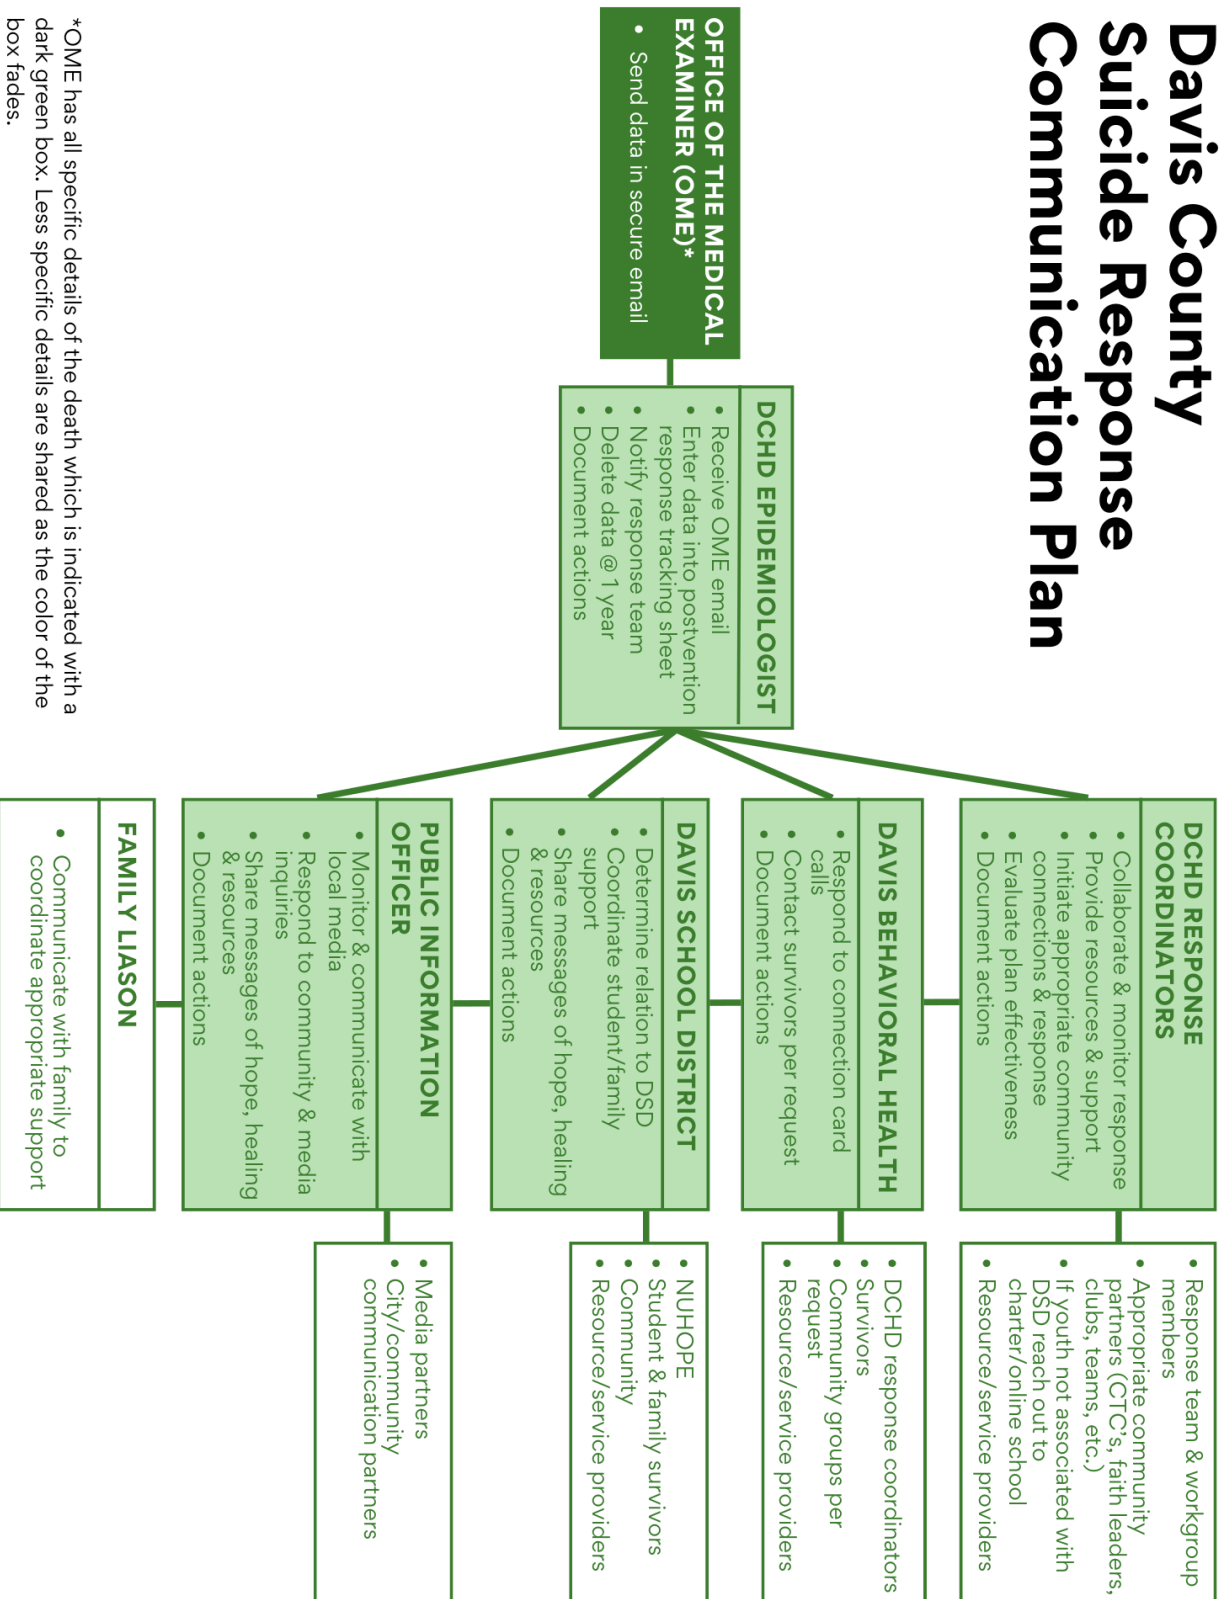 Davis County
Suicide Response
Communication Plan
OFFICE OF THE MEDICAL
EXAMINER (OME)*
• Send data in secure email
DCHD EPIDEMIOLOGIST
• Receive OME email
• Enter data into postvention
response tracking sheet
• Notify response team
• Delete data @ 1 year
• Document actions
DCHD RESPONSE
COORDINATORS
• Collaborate & monitor response
• Provide resources & support
• Initiate appropriate community
connections & response
• Evaluate plan effectiveness
• Document actions
• Response team & workgroup
members
• Appropriate community
partners (CTC's, faith leaders,
clubs, teams, etc.)
• If youth not associated with
DSD reach out to
charter/online school
• Resource/service providers
DAVIS BEHAVIORAL HEALTH
• Respond to connection card
calls
• Contact survivors per request
• Document actions
• DCHD response coordinators
• Survivors
• Community groups per
request
• Resource/service providers
DAVIS SCHOOL DISTRICT
• Determine relation to DSD
• Coordinate student/family
support
• Share messages of hope, healing
& resources
• Document actions
• NUHOPE
• Student & family survivors
• Community
• Resource/service providers
PUBLIC INFORMATION
OFFICER
• Monitor & communicate with
local media
• Respond to community & media
inquiries
• Share messages of hope, healing
& resources
• Document actions
• Media partners
• City/community
communication partners
FAMILY LIASON
• Communicate with family to
coordinate appropriate support
*OME has all specific details of the death which is indicated with a
dark green box. Less specific details are shared as the color of the
box fades.